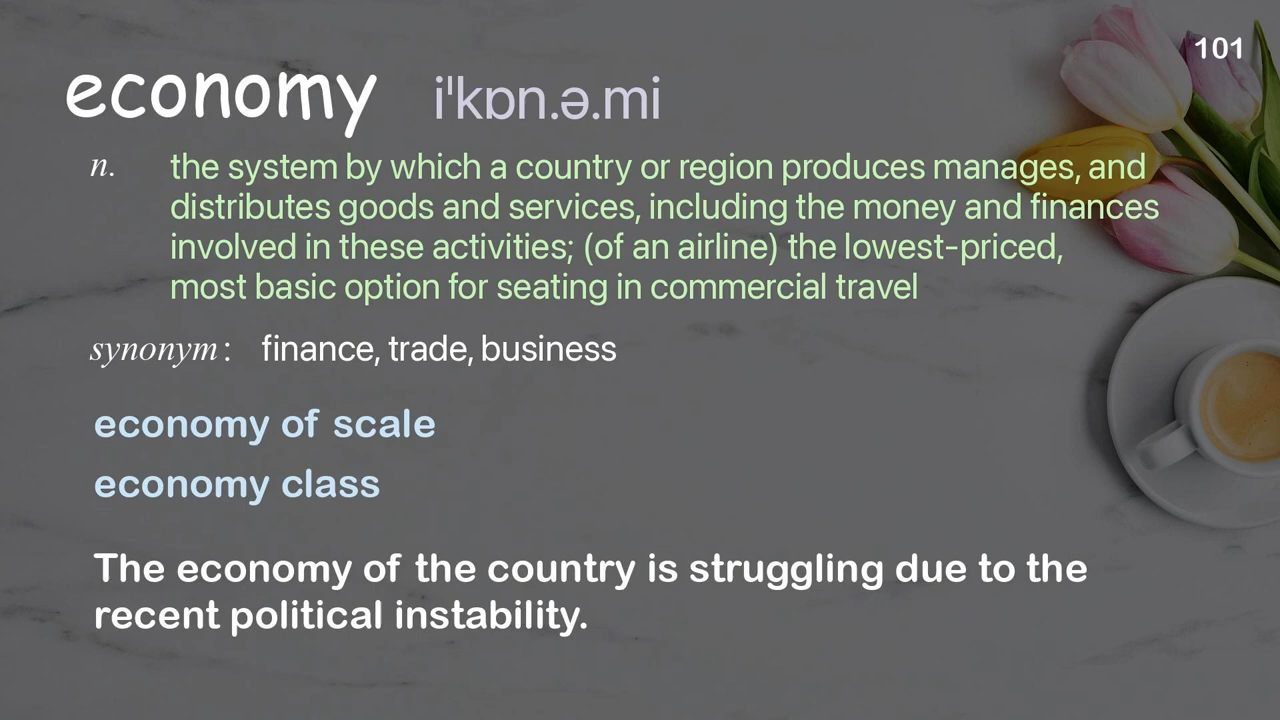 101
economy iˈkɒn.ə.mi
n. the system by which a country or region produces manages, and
distributes goods and services, including the money and finances
involved in these activities; (of an airline) the lowest-priced,
most basic option for seating in commercial travel
synonym: finance, trade, business
economy of scale
economy class
The economy of the country is struggling due to the
recent political instability.